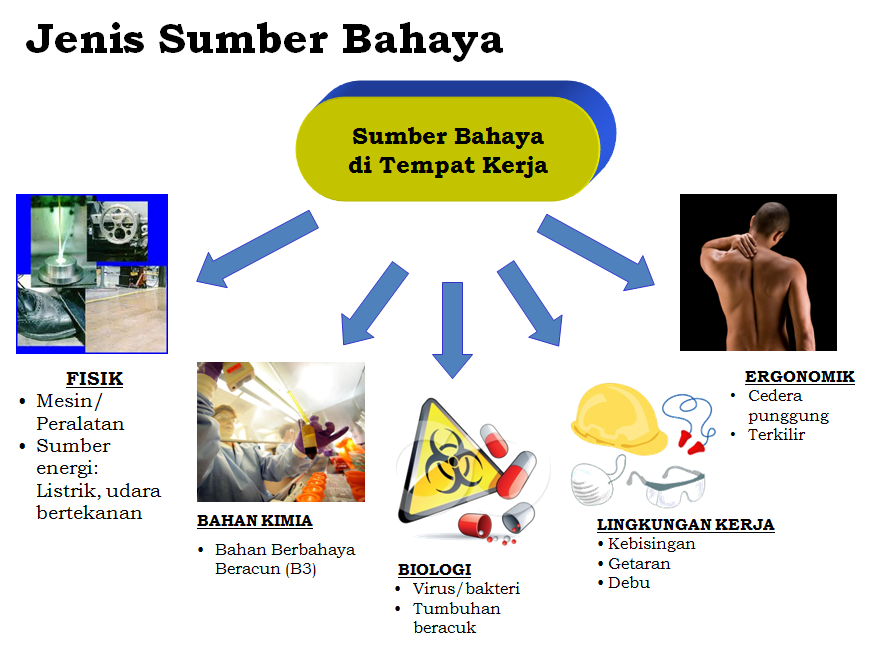 Jenis Sumber Bahaya
Sumber Bahaya
di Tempat Kerja
FISIK
• Mesin/
Peralatan
• Sumber
energi:
Listrik, udara
bertekanan
BAHAN KIMIA
• Bahan Berbahaya
Beracun (B3)
BIOLOGI
• Virus/bakteri
• Tumbuhan
beracuk
LINGKUNGAN KERJA
• Kebisingan
• Getaran
• Debu
ERGONOMIK
• Cedera
punggung
• Terkilir